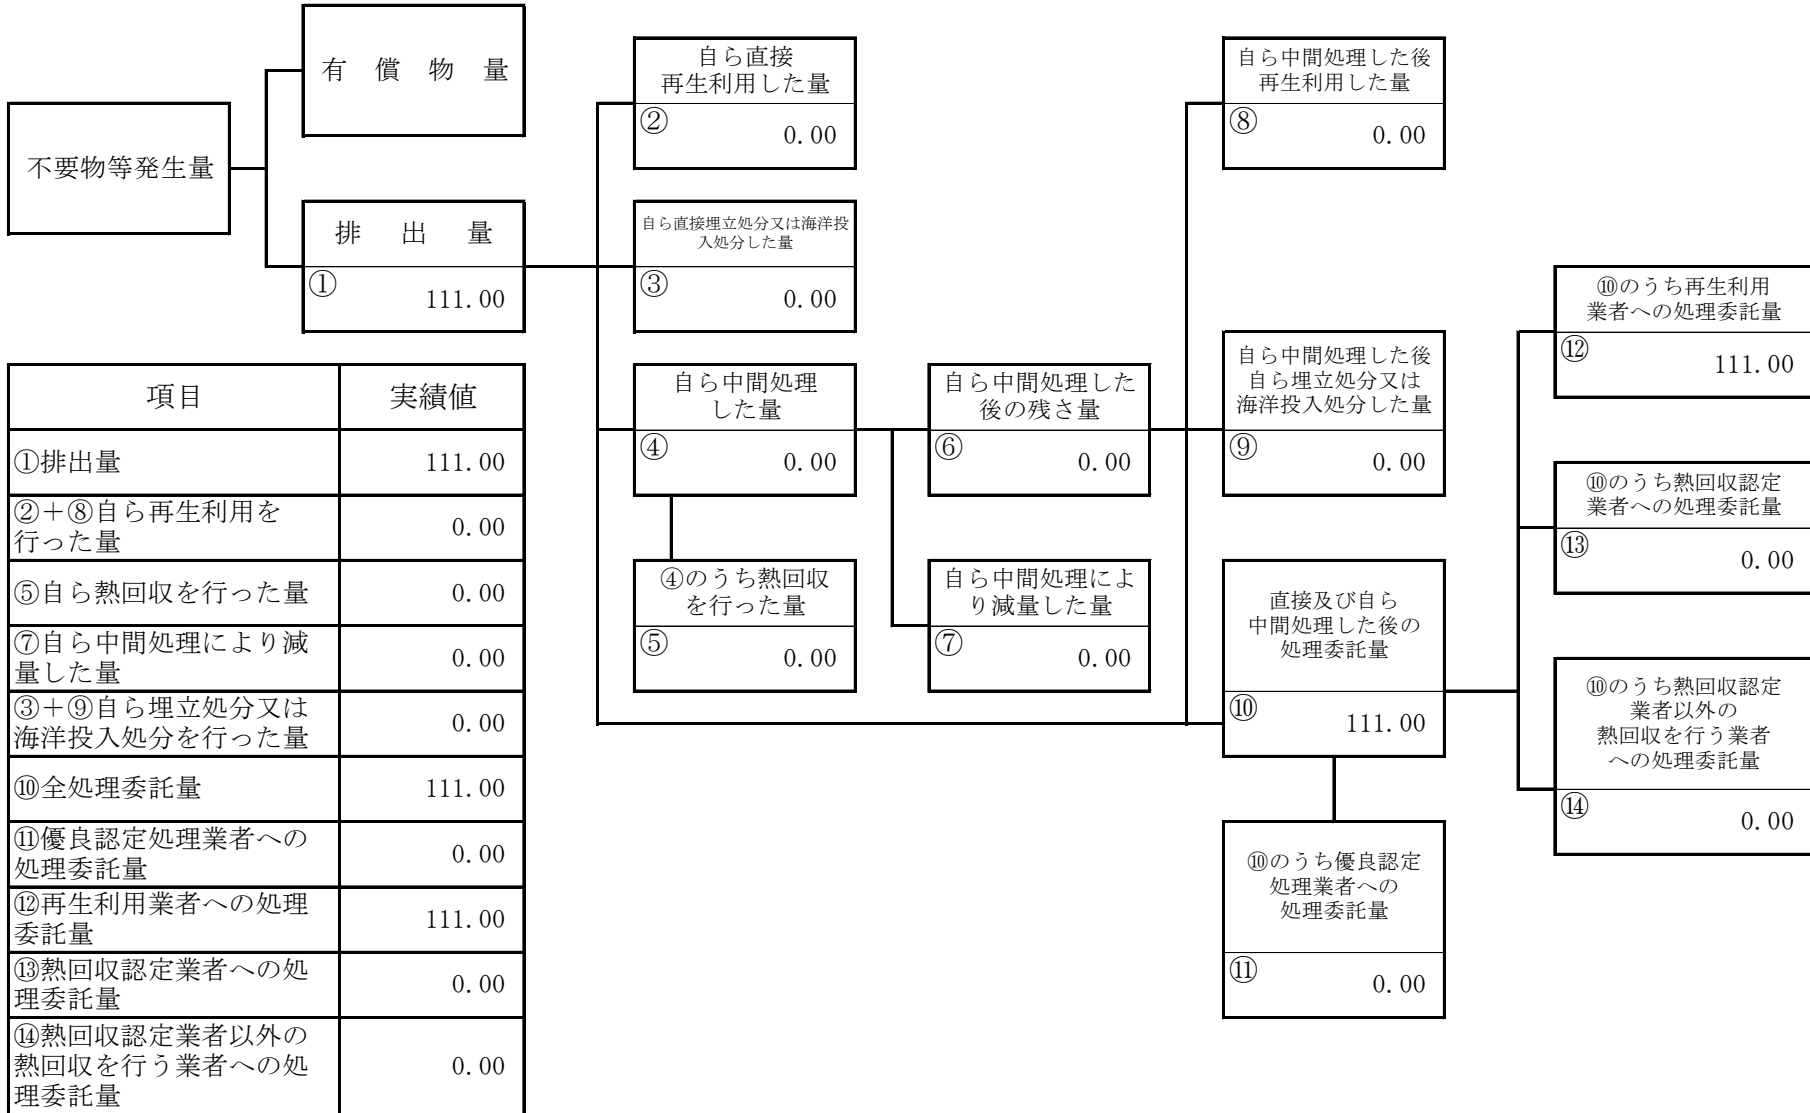 不要物等発生量
有償物量
排出量
①
111.00
自ら直接
再生利用した量
②
0.00
自ら直接埋立処分又は海洋投
入処分した量
③
0.00
自ら中間処理
した量
④
0.00
④のうち熱回収
を行った量
⑤
0.00
自ら中間処理した
後の残さ量
⑥
0.00
自ら中間処理によ
り減量した量
⑦
0.00
自ら中間処理した後
再生利用した量
⑧
0.00
自ら中間処理した後
自ら埋立処分又は
海洋投入処分した量
⑨
0.00
直接及び自ら
中間処理した後の
処理委託量
⑩
111.00
⑩のうち優良認定
処理業者への
処理委託量
⑪
0.00
⑩のうち再生利用
業者への処理委託量
⑫
111.00
⑩のうち熱回収認定
業者への処理委託量
⑬
0.00
⑩のうち熱回収認定
業者以外の
熱回収を行う業者
への処理委託量
⑭
0.00
項目 実績値
①排出量 111.00
②＋⑧自ら再生利用を
行った量 0.00
⑤自ら熱回収を行った量 0.00
⑦自ら中間処理により減
量した量 0.00
③＋⑨自ら埋立処分又は
海洋投入処分を行った量 0.00
⑩全処理委託量 111.00
⑪優良認定処理業者への
処理委託量 0.00
⑫再生利用業者への処理
委託量 111.00
⑬熱回収認定業者への処
理委託量 0.00
⑭熱回収認定業者以外の
熱回収を行う業者への処
理委託量 0.00